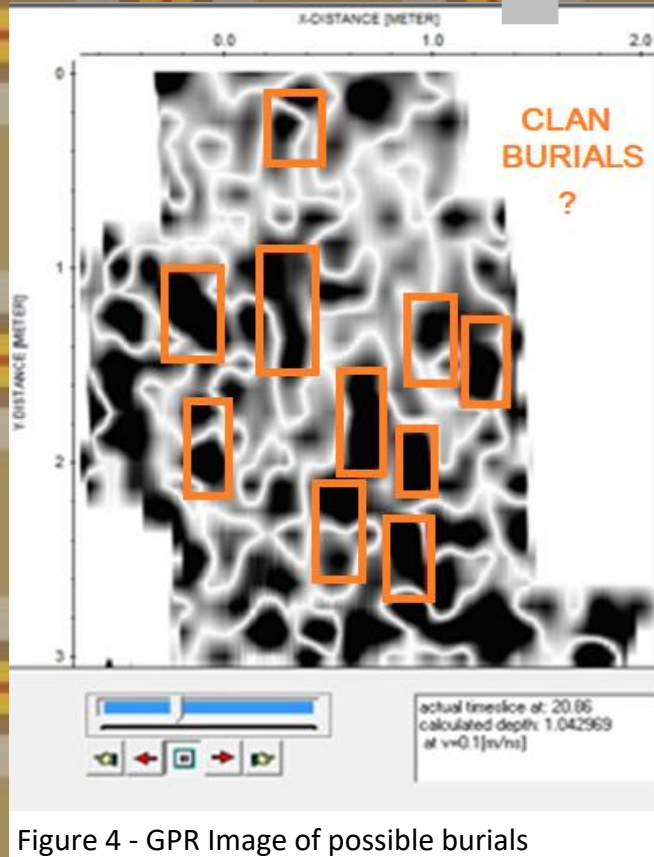 X-DISTANCE [METER]
0.0 1.0 2.0
CLAN
BURIALS
?
Y-DISTANCE [METER]
0
1
2
3
actual timeslice at: 20.86
calculated depth: 1.042969
at v=0.1[m/ns]
Figure 4 - GPR Image of possible burials